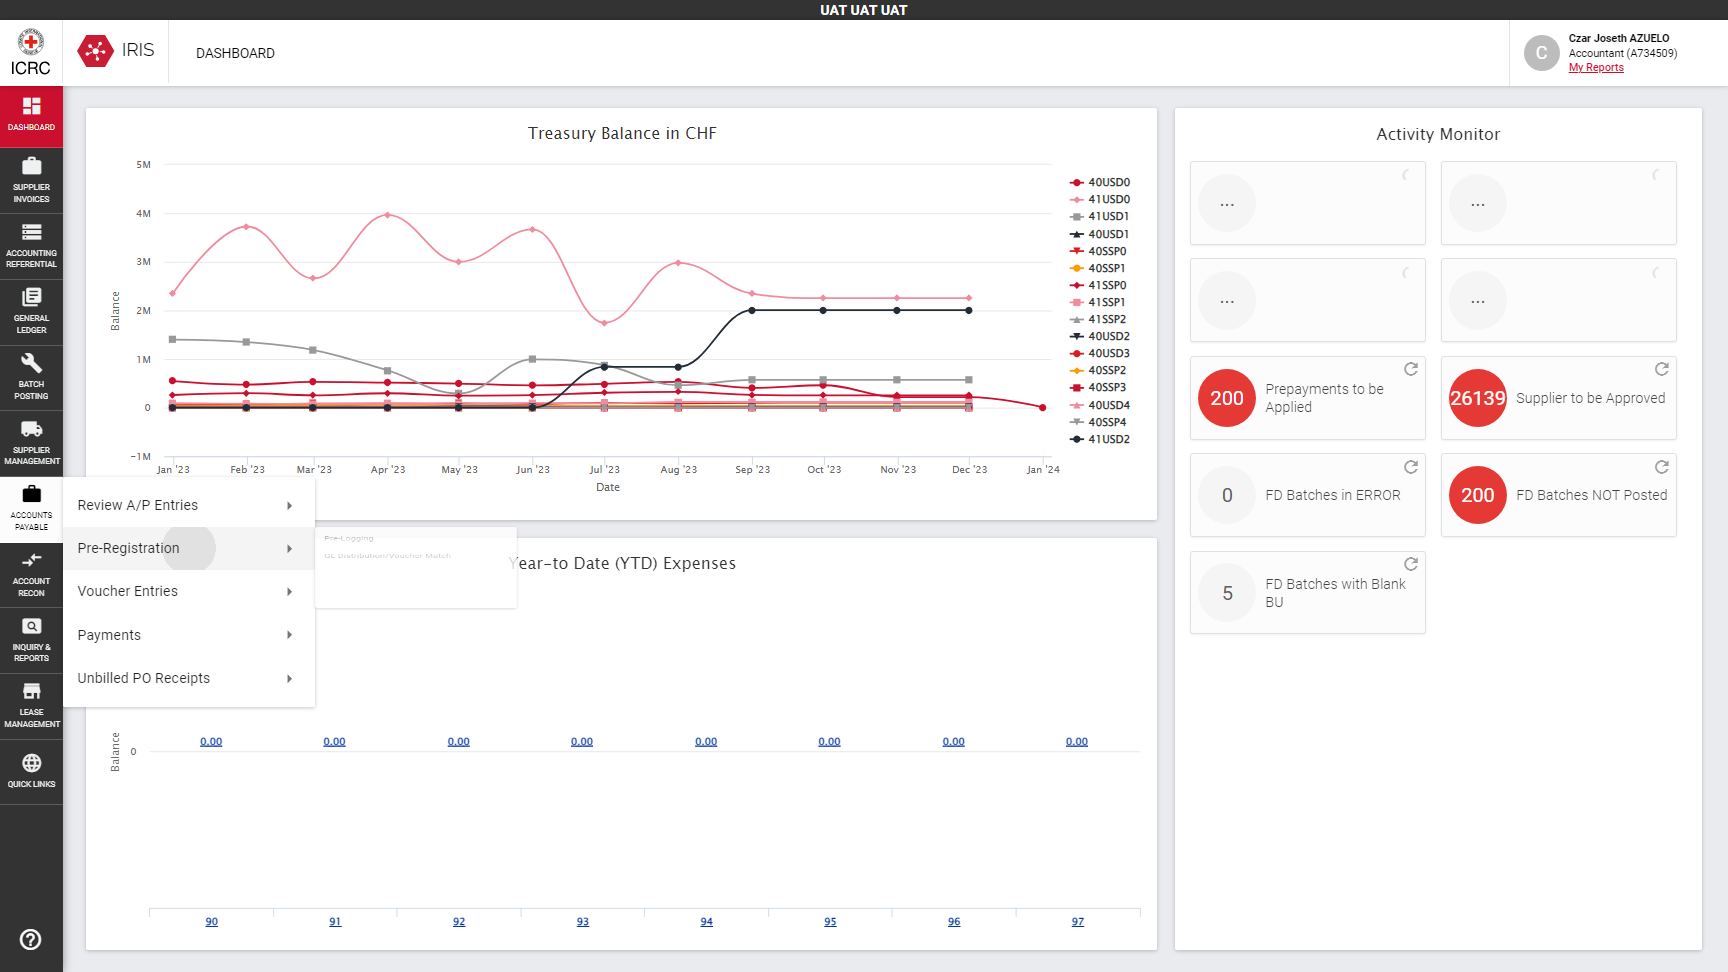 UAT UAT UAT
ICRC
IRIS
DASHBOARD
C
Czar Joseth AZUELO
Accountant (A734509)
My Reports
DASHBOARD
SUPPLIER
INVOICES
ACCOUNTING
REFERENTIAL
GENERAL
LEDGER
BATCH
POSTING
SUPPLIER
MANAGEMENT
ACCOUNTS
PAYABLE
ACCOUNT
RECON
INQUIRY &
REPORTS
LEASE
MANAGEMENT
QUICK LINKS
Review A/P Entries
Pre-Registration
Voucher Entries
Payments
Unbilled PO Receipts
Pre-Logging
GL Distribution/Voucher Match
Treasury Balance in CHF
Balance
5M
4M
3M
2M
1M
0
-1M
Jan '23
Feb '23
Mar '23
Apr '23
May '23
Jun '23
Jul '23
Aug '23
Sep '23
Oct '23
Nov '23
Dec '23
Jan '24
Date
40USD0
41USD0
41USD1
40USD1
40SSP0
40SSP1
41SSP0
41SSP1
41SSP2
40USD2
40USD3
40SSP2
40SSP3
40USD4
40SSP4
41USD2
Year-to Date (YTD) Expenses
Balance
0
0.00
0.00
0.00
0.00
0.00
0.00
0.00
0.00
90
91
92
93
94
95
96
97
Activity Monitor
...
...
...
...
200
Prepayments to be
Applied
26139
Supplier to be Approved
0
FD Batches in ERROR
200
FD Batches NOT Posted
5
FD Batches with Blank
BU